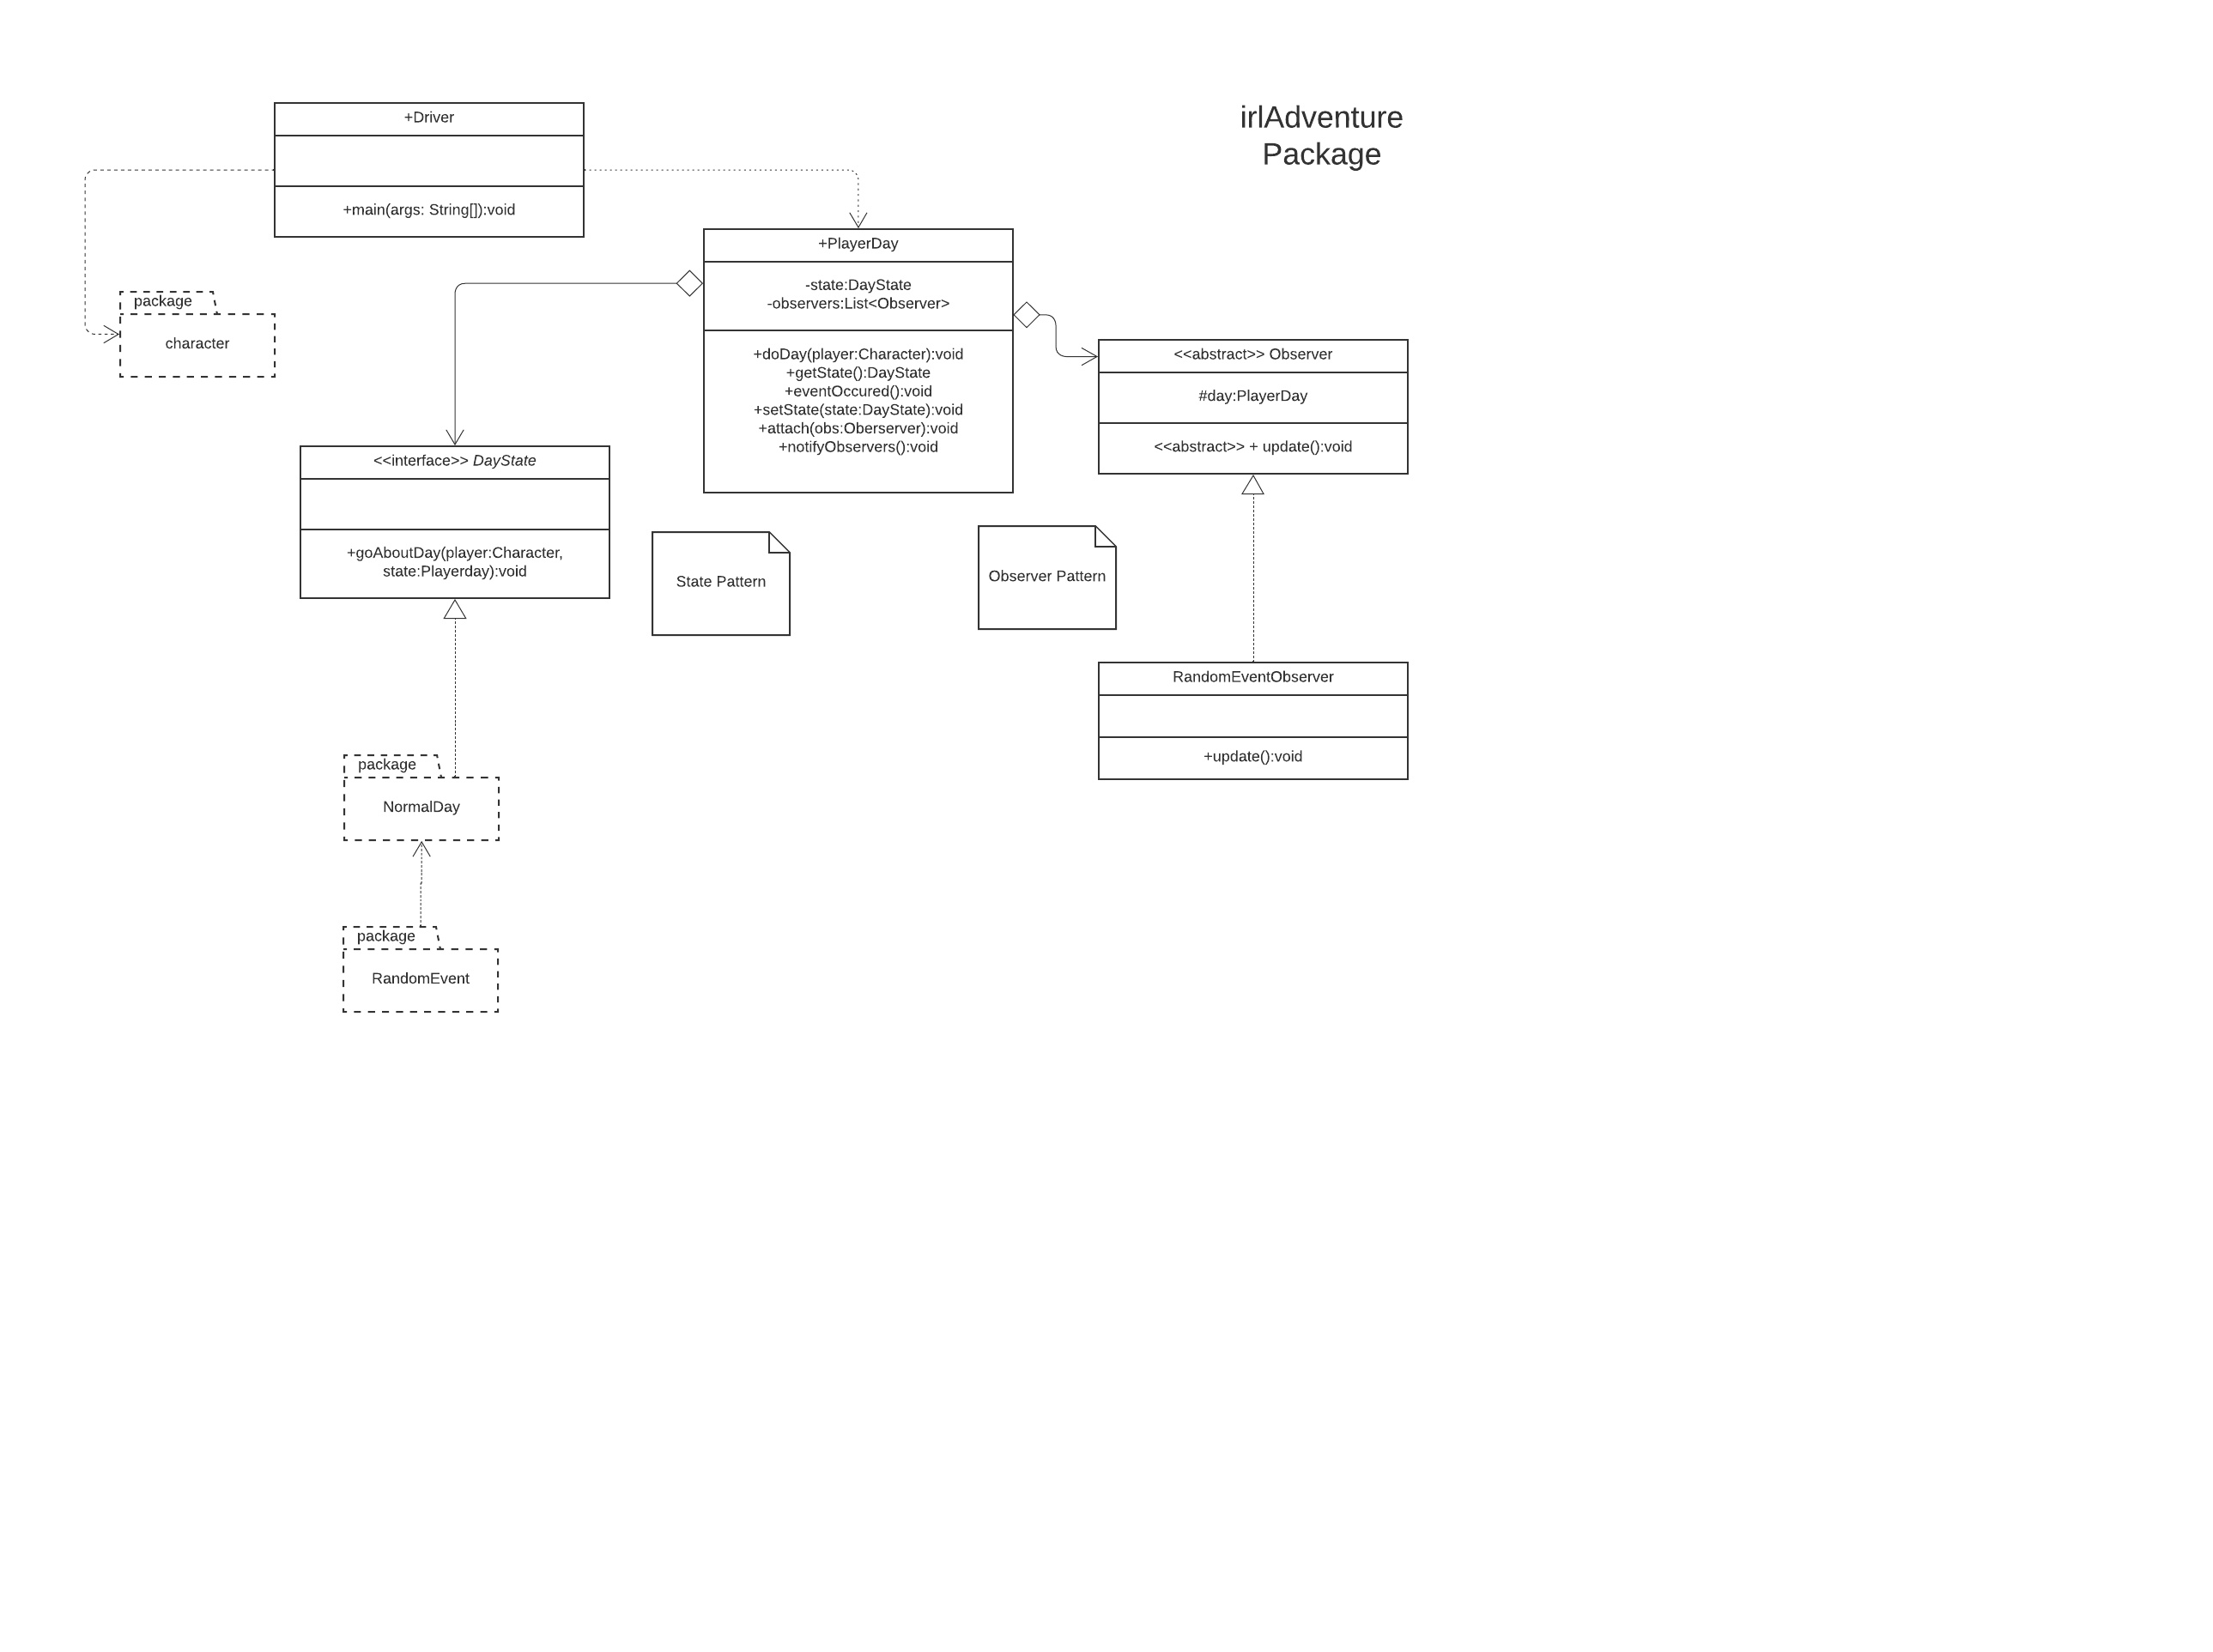 irlAdventure
Package
+Driver
+main(args: String[]):void
package
character
+PlayerDay
-state:DayState
-observers:List<Observer>
+doDay(player:Character):void
+getState():DayState
+eventOccured():void
+setState(state:DayState):void
+attach(obs:Oberserver):void
+notifyObservers():void
<<abstract>> Observer
#day:PlayerDay
<<abstract>> + update():void
<<interface>> DayState
+goAboutDay(player:Character,
state:Playerday):void
State Pattern
Observer Pattern
RandomEventObserver
+update():void
package
NormalDay
package
RandomEvent